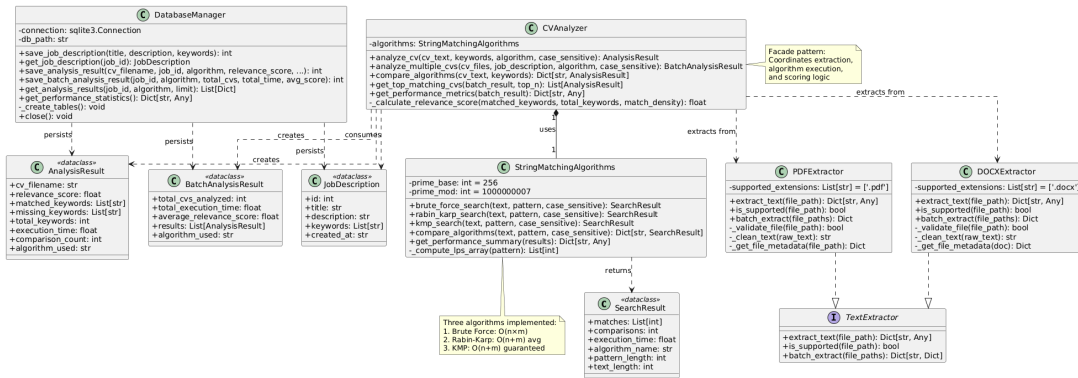 DatabaseManager
-connection: sqlite3.Connection
-db_path: str
+save_job_description(title, description, keywords): int
+get_job_description(job_id): JobDescription
+save_analysis_result(cv_filename, job_id, algorithm, relevance_score, ...): int
+save_batch_analysis_result(job_id, algorithm, total_cvs, total_time, avg_score): int
+get_analysis_results(job_id, algorithm, limit): List[Dict]
+get_performance_statistics(): Dict[str, Any]
-_create_tables(): void
+close(): void
CVAnalyzer
-algorithms: StringMatchingAlgorithms
+analyze_cv(cv_text, keywords, algorithm, case_sensitive): AnalysisResult
+analyze_multiple_cvs(cv_files, job_description, algorithm, case_sensitive): BatchAnalysisResult
+compare_algorithms(cv_text, keywords): Dict[str, AnalysisResult]
+get_top_matching_cvs(batch_result, top_n): List[AnalysisResult]
+get_performance_metrics(batch_result): Dict[str, Any]
-_calculate_relevance_score(matched_keywords, total_keywords, match_density): float
Facade pattern:
Coordinates extraction,
algorithm execution,
and scoring logic
persists
persists
persists
creates
creates
consumes
1
uses
1
extracts from
extracts from
«dataclass»
AnalysisResult
+cv_filename: str
+relevance_score: float
+matched_keywords: List[str]
+missing_keywords: List[str]
+total_keywords: int
+execution_time: float
+comparison_count: int
+algorithm_used: str
«dataclass»
BatchAnalysisResult
+total_cvs_analyzed: int
+total_execution_time: float
+average_relevance_score: float
+results: List[AnalysisResult]
+algorithm_used: str
«dataclass»
JobDescription
+id: int
+title: str
+description: str
+keywords: List[str]
+created_at: str
StringMatchingAlgorithms
-prime_base: int = 256
-prime_mod: int = 1000000007
+brute_force_search(text, pattern, case_sensitive): SearchResult
+rabin_karp_search(text, pattern, case_sensitive): SearchResult
+kmp_search(text, pattern, case_sensitive): SearchResult
+compare_algorithms(text, pattern, case_sensitive): Dict[str, SearchResult]
+get_performance_summary(results): Dict[str, Any]
-_compute_lps_array(pattern): List[int]
PDFExtractor
-supported_extensions: List[str] = ['.pdf']
+extract_text(file_path): Dict[str, Any]
+is_supported(file_path): bool
+batch_extract(file_paths): Dict
-_validate_file(file_path): bool
-_clean_text(raw_text): str
-_get_file_metadata(file_path): Dict
DOCXExtractor
-supported_extensions: List[str] = ['.docx'
+extract_text(file_path): Dict[str, Any]
+is_supported(file_path): bool
+batch_extract(file_paths): Dict
-_validate_file(file_path): bool
-_clean_text(raw_text): str
-_get_file_metadata(doc): Dict
returns
Three algorithms implemented:
1. Brute Force: O(n×m)
2. Rabin-Karp: O(n+m) avg
3. KMP: O(n+m) guaranteed
«dataclass»
SearchResult
+matches: List[int]
+comparisons: int
+execution_time: float
+algorithm_name: str
+pattern_length: int
+text_length: int
TextExtractor
+extract_text(file_path): Dict[str, Any]
+is_supported(file_path): bool
+batch_extract(file_paths): Dict[str, Dict]